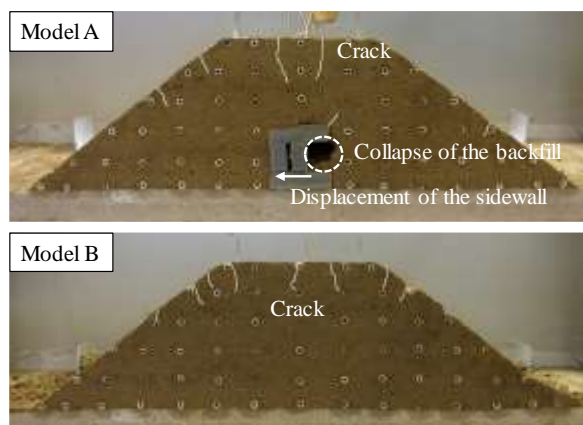 Model A
Crack
Collapse of the backfill
Displacement of the sidewall
Model B
Crack